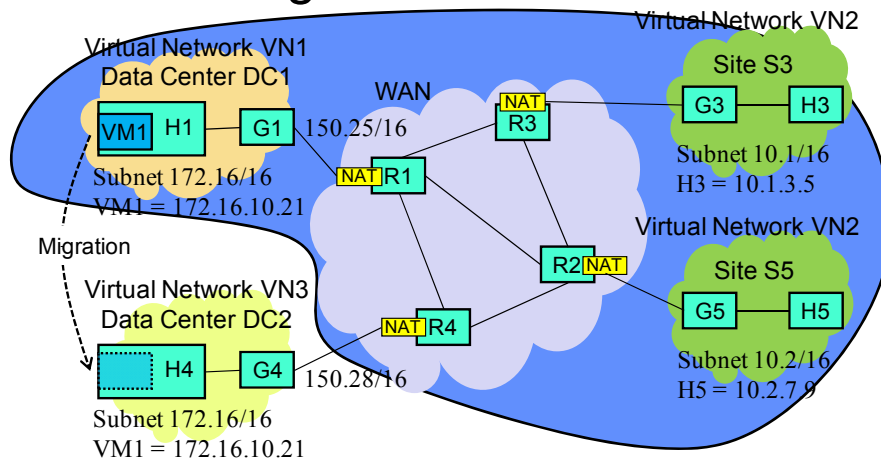 Virtual Network VN1
Data Center DC1
VM1
H1
G1
150.25/16
Subnet 172.16/16
VM1 = 172.16.10.21
Migration
Virtual Network VN3
Data Center DC2
H4
G4
150.28/16
Subnet 172.16/16
VM1 = 172.16.10.21
WAN
NAT
R3
NAT
R1
R2
NAT
NAT
R4
Virtual Network VN2
Site S3
G3
H3
Subnet 10.1/16
H3 = 10.1.3.5
Virtual Network VN2
Site S5
G5
H5
Subnet 10.2/16
H5 = 10.2.7.9